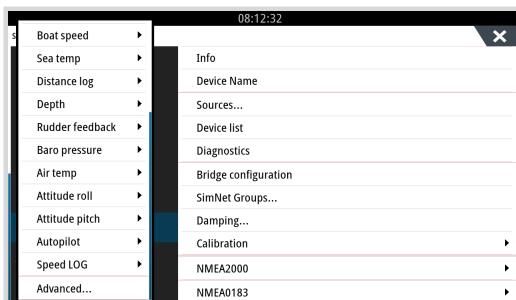 08:12:32
Boat speed
Sea temp
Distance log
Depth
Rudder feedback
Baro pressure
Air temp
Attitude roll
Attitude pitch
Autopilot
Speed LOG
Advanced...
Info
Device Name
Sources...
Device list
Diagnostics
Bridge configuration
SimNet Groups...
Damping...
Calibration
NMEA2000
NMEA0183